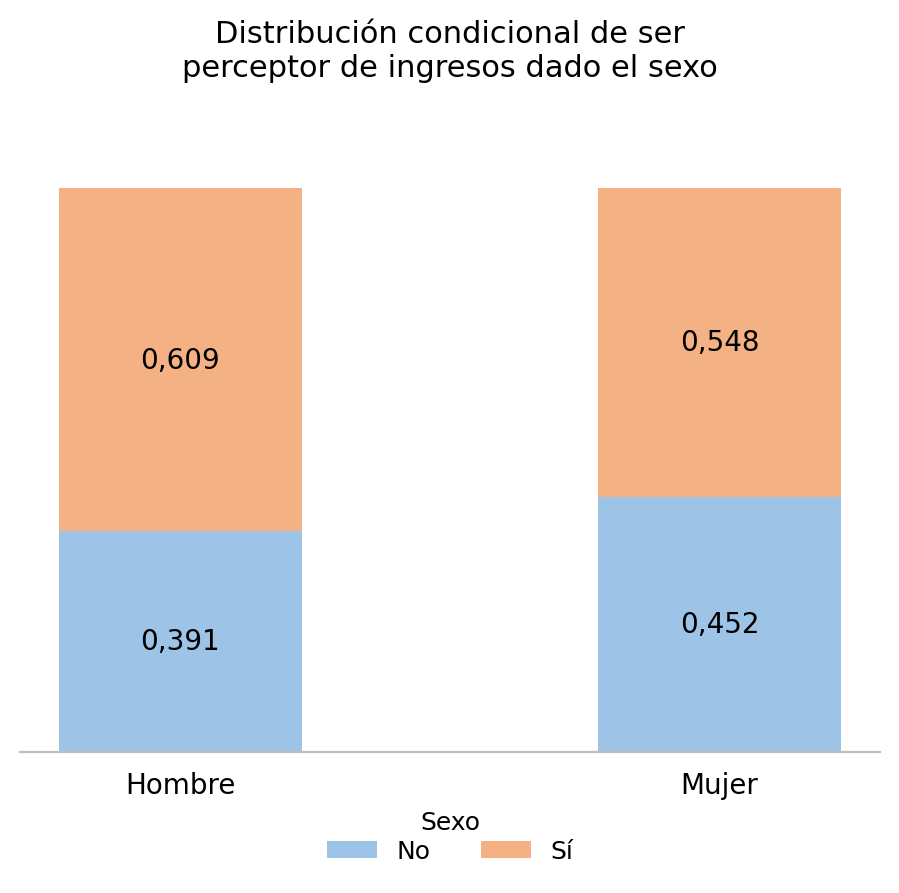 Distribución condicional de ser
perceptor de ingresos dado el sexo
0,609
0,548
0,391
0,452
Hombre
Mujer
Sexo
No
Sí